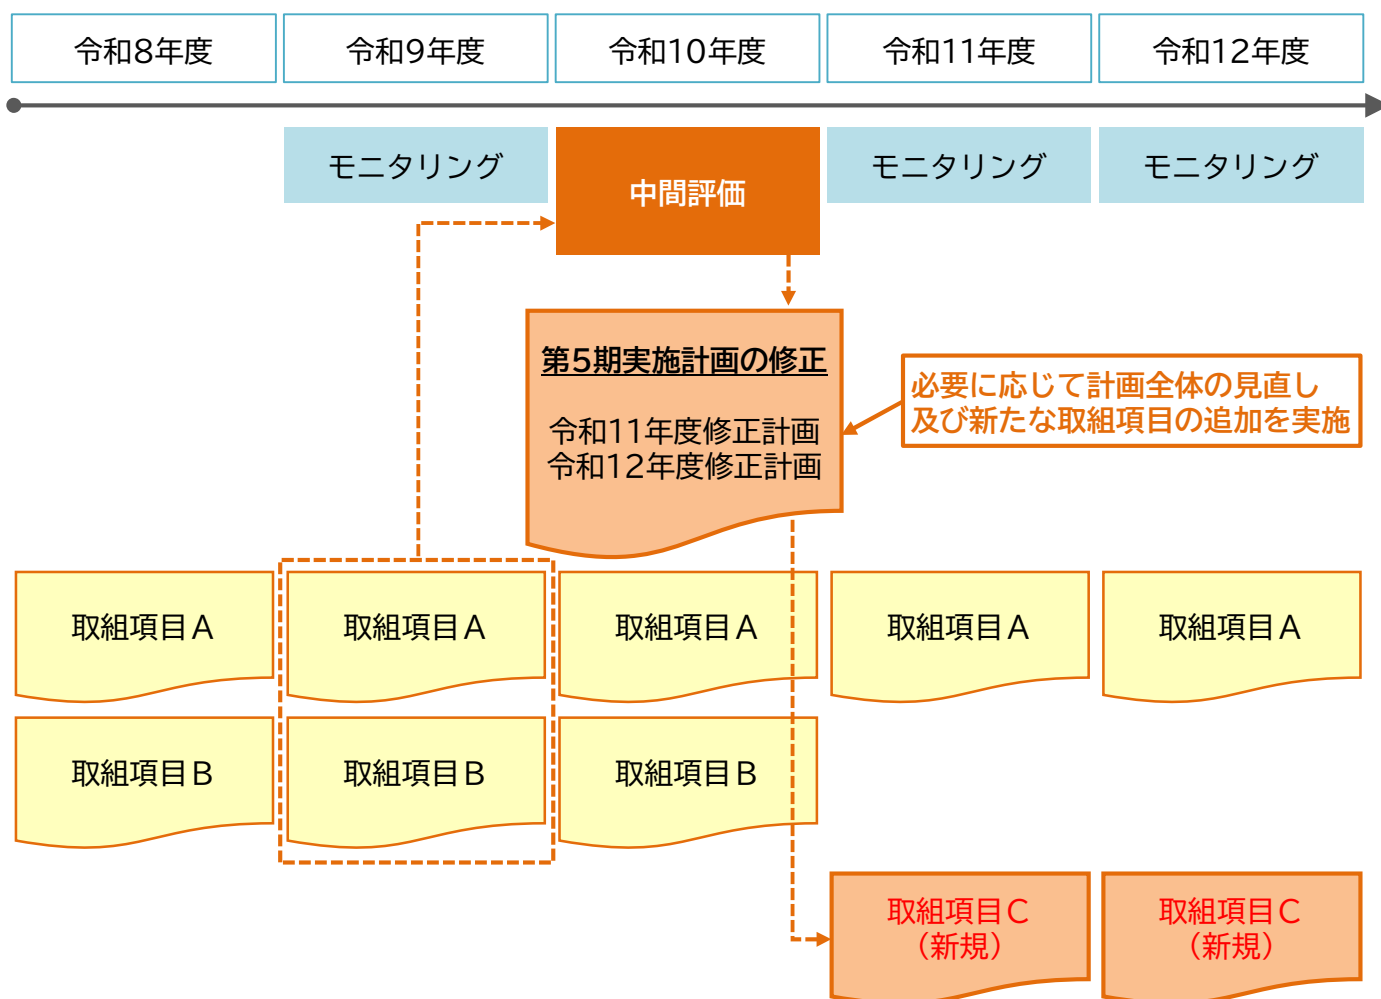 令和8年度
令和9年度
令和10年度
令和11年度
令和12年度
モニタリング
中間評価
モニタリング
モニタリング
第5期実施計画の修正
令和11年度修正計画
令和12年度修正計画
必要に応じて計画全体の見直し
及び新たな取組項目の追加を実施
取組項目A
取組項目A
取組項目A
取組項目A
取組項目A
取組項目B
取組項目B
取組項目B
取組項目C
（新規）
取組項目C
（新規）